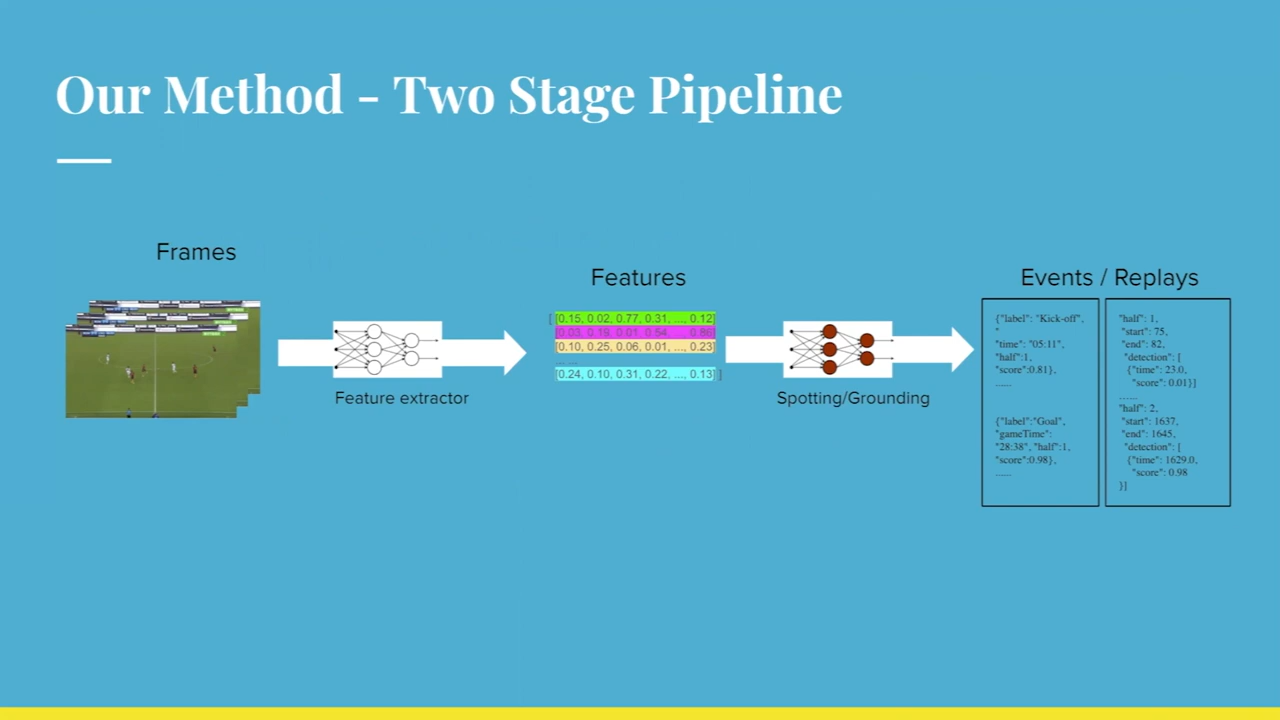 Our Method - Two Stage Pipeline
Frames
Features
Events / Replays
[ [0.15, 0.02, 0.77, 0.31, ..., 0.12]
[0.03, 0.19, 0.01, 0.54, ..., 0.86]
[0.10, 0.25, 0.06, 0.01, ..., 0.23]
[0.24, 0.10, 0.31, 0.22, ..., 0.13] ]
Feature extractor
Spotting/Grounding
{"label": "Kick-off",
"
"time": "05:11",
"half":1,
"score":0.81},
......
{"label":"Goal",
"gameTime":
"28:38", "half":1,
"score":0.98},
......
"half": 1,
"start": 75,
"end": 82,
"detection": [
{"time": 23.0,
"score": 0.01}]
......
"half": 2,
"start": 1637,
"end": 1645,
"detection": [
{"time": 1629.0,
"score": 0.98
}]